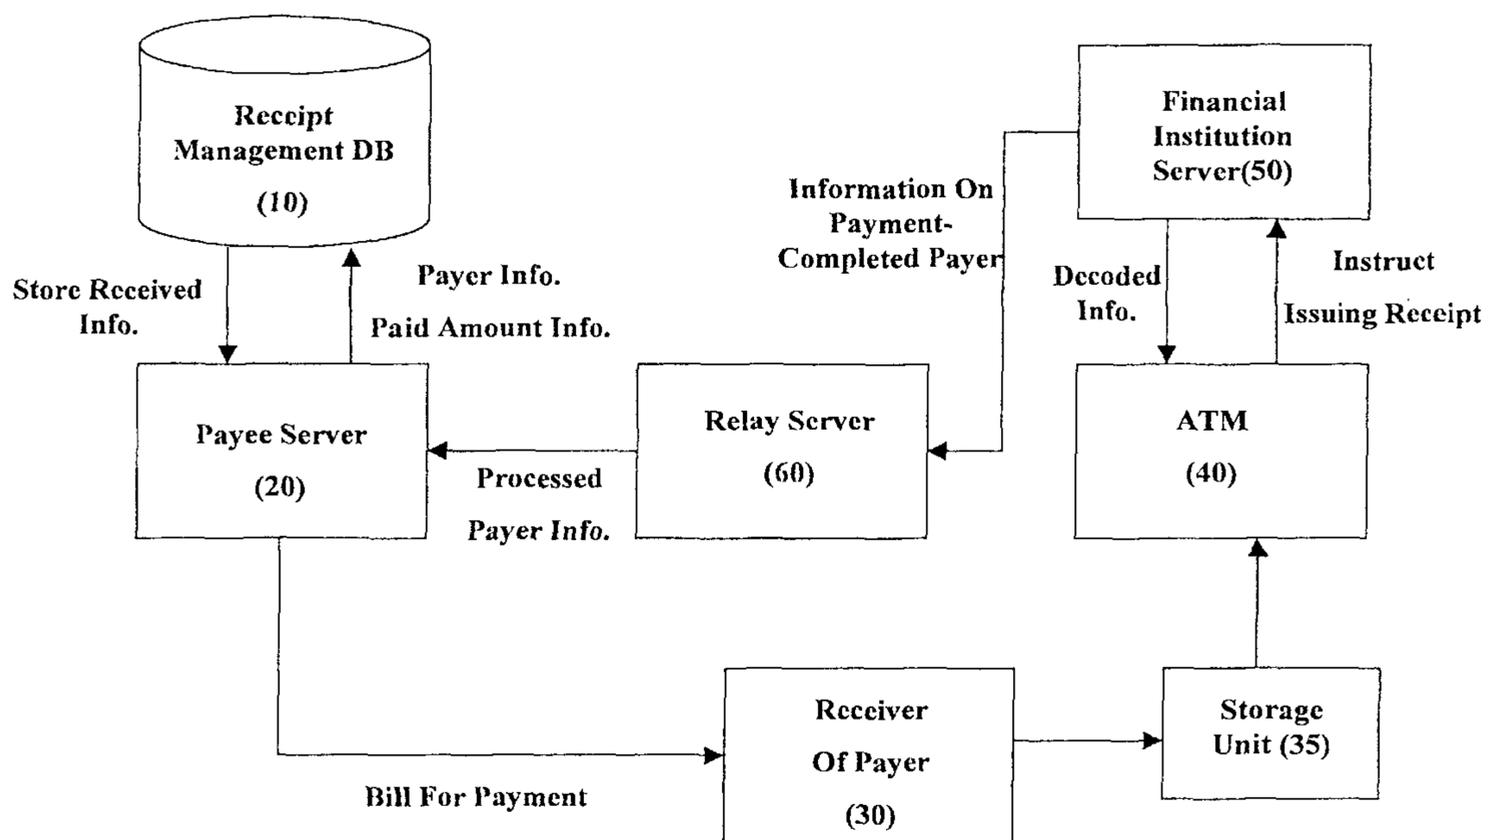 Receipt
Management DB
(10)
Financial
Institution
Server(50)
Information On
Payment-
Completed Payer
Store Received
Info.
Payer Info.
Paid Amount Info.
Decoded
Info.
Instruct
Issuing Receipt
Payee Server
(20)
Relay Server
(60)
ATM
(40)
Processed
Payer Info.
Receiver
Of Payer
(30)
Storage
Unit (35)
Bill For Payment